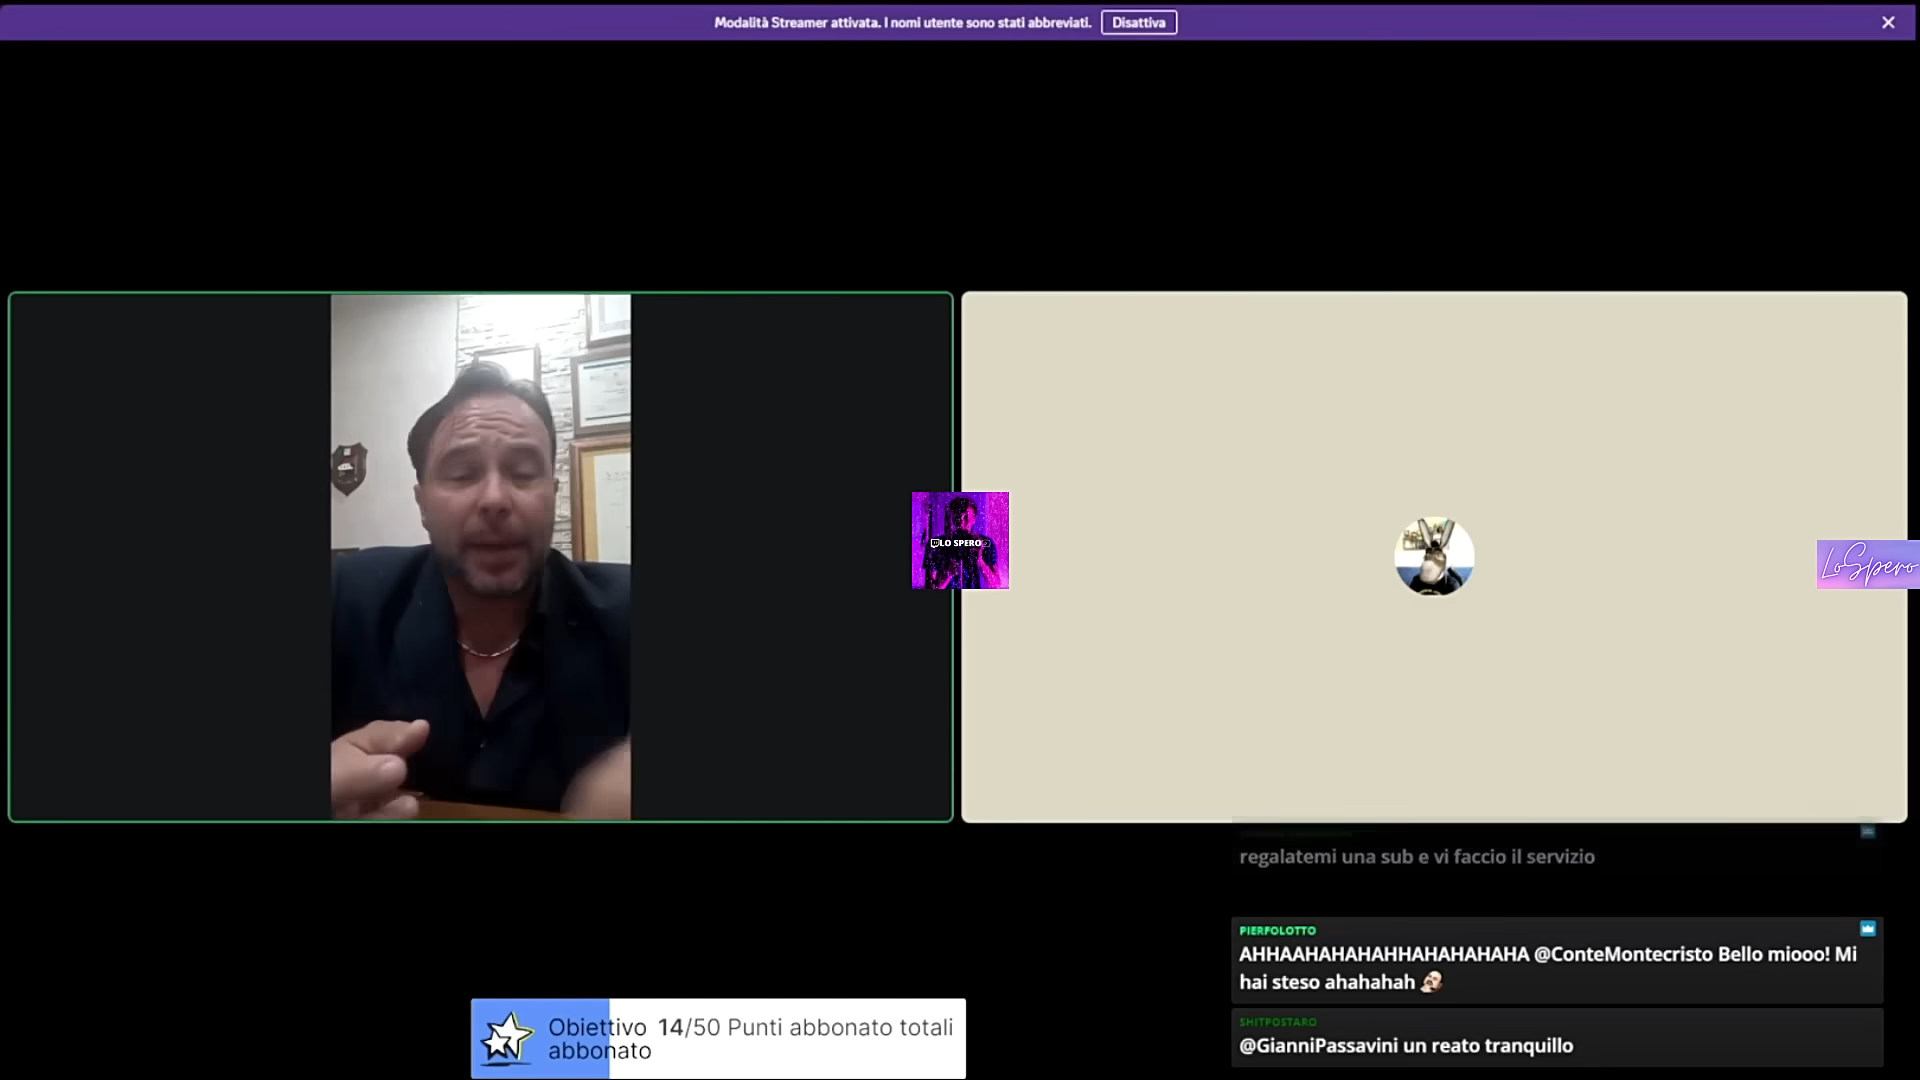 Modalità Streamer attivata. I nomi utente sono stati abbreviati.
Disattiva
LO SPERO
LoSpero
regalatemi una sub e vi faccio il servizio
PIERFOLOTTO
AHHAAHAHAHAHHAHAHAHAHA @ConteMontecristo Bello miooo! Mi
hai steso ahahahah
SHITPOSTARO
@GianniPassavini un reato tranquillo
Obiettivo 14/50 Punti abbonato totali
abbonato